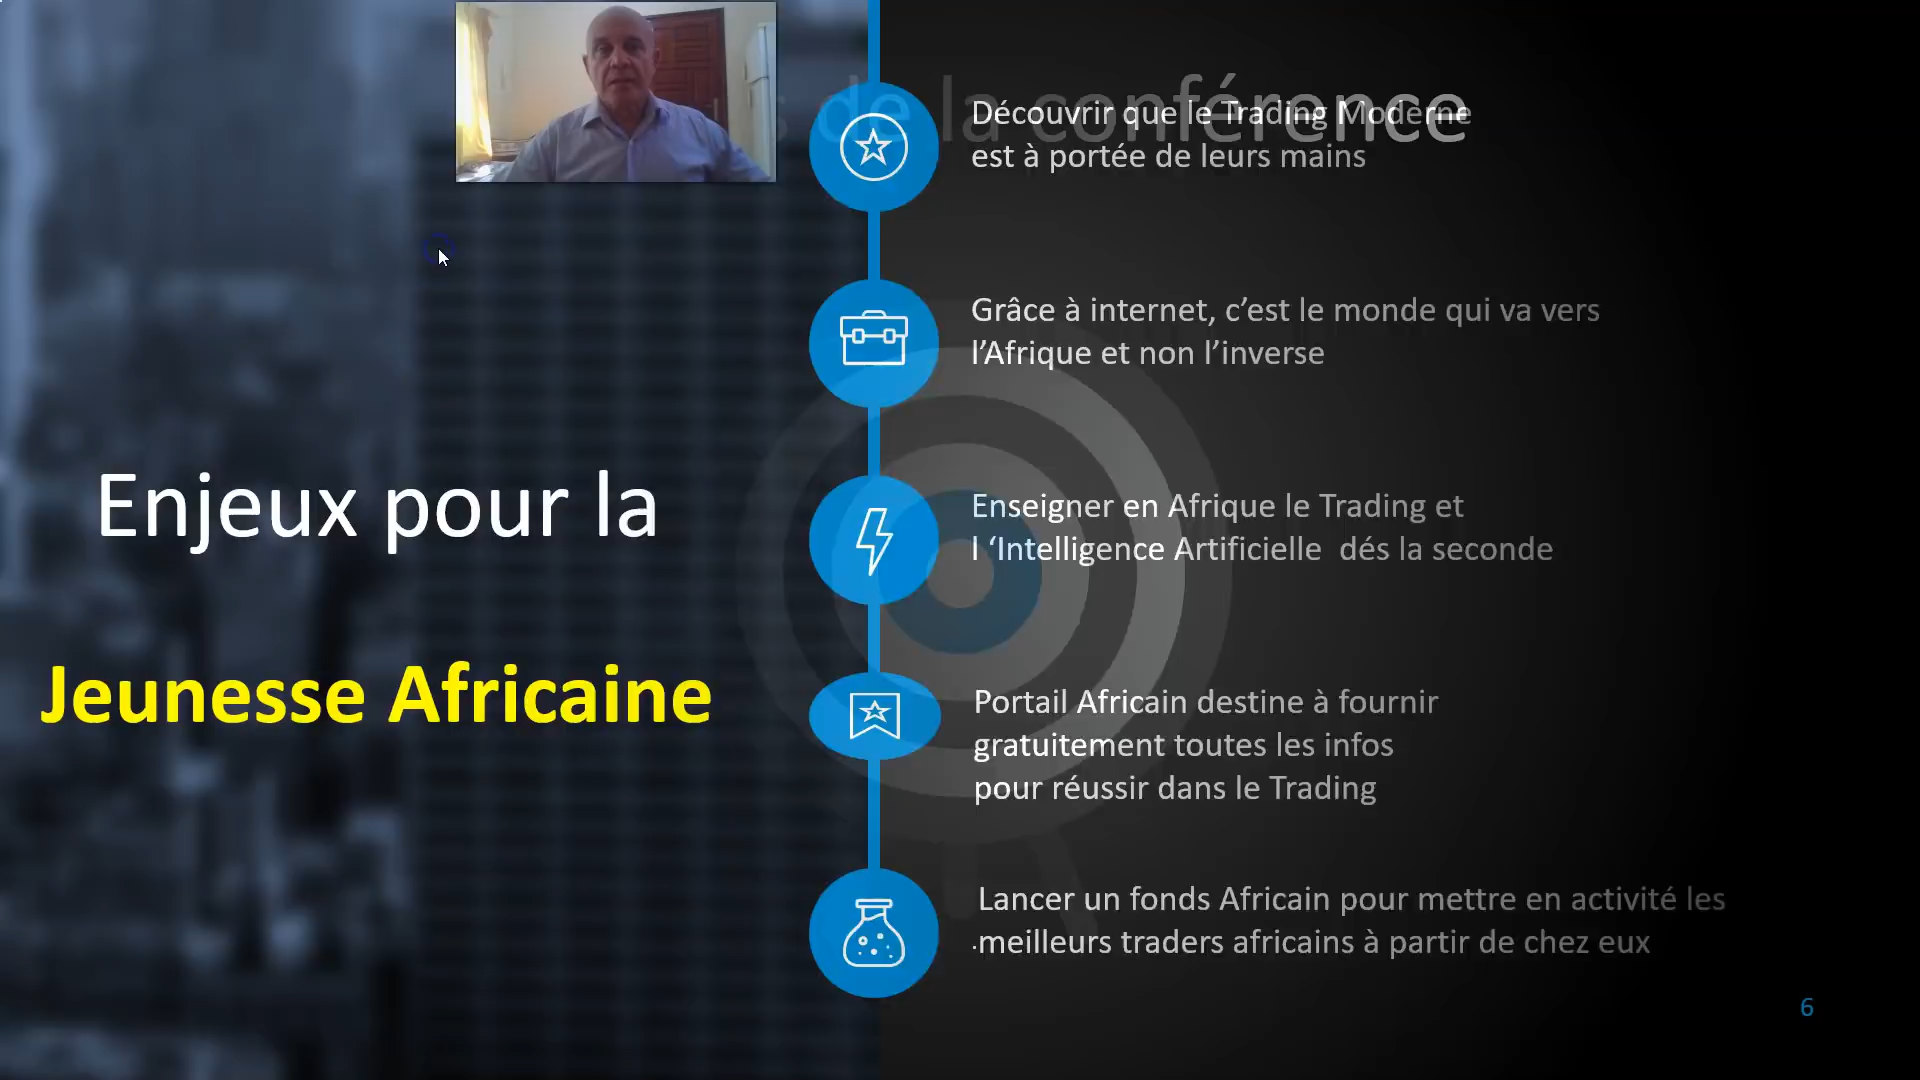 de la conférence
Découvrir que le Trading Moderne
est à portée de leurs mains
Grâce à internet, c’est le monde qui va vers
l’Afrique et non l’inverse
Enjeux pour la
Jeunesse Africaine
Enseigner en Afrique le Trading et
l ‘Intelligence Artificielle  dés la seconde
Portail Africain destine à fournir
gratuitement toutes les infos
pour réussir dans le Trading
Lancer un fonds Africain pour mettre en activité les
.meilleurs traders africains à partir de chez eux
6